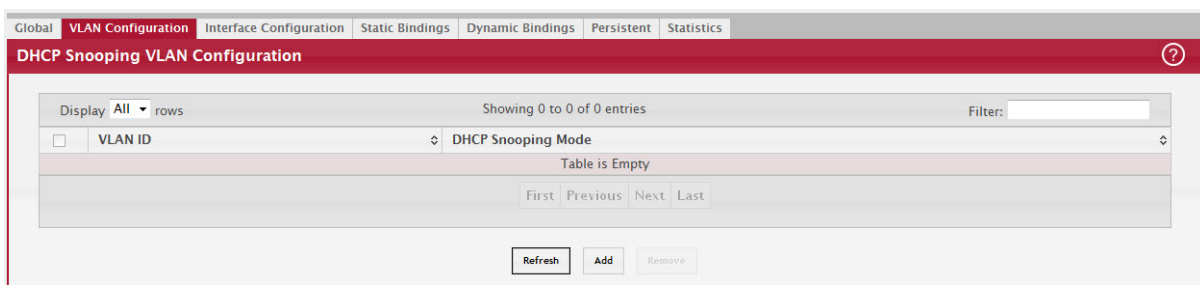 Global VLAN Configuration Interface Configuration Static Bindings Dynamic Bindings Persistent Statistics
DHCP Snooping VLAN Configuration ?
Display All rows Showing 0 to 0 of 0 entries Filter:
VLAN ID DHCP Snooping Mode
Table is Empty
First Previous Next Last
Refresh Add Remove